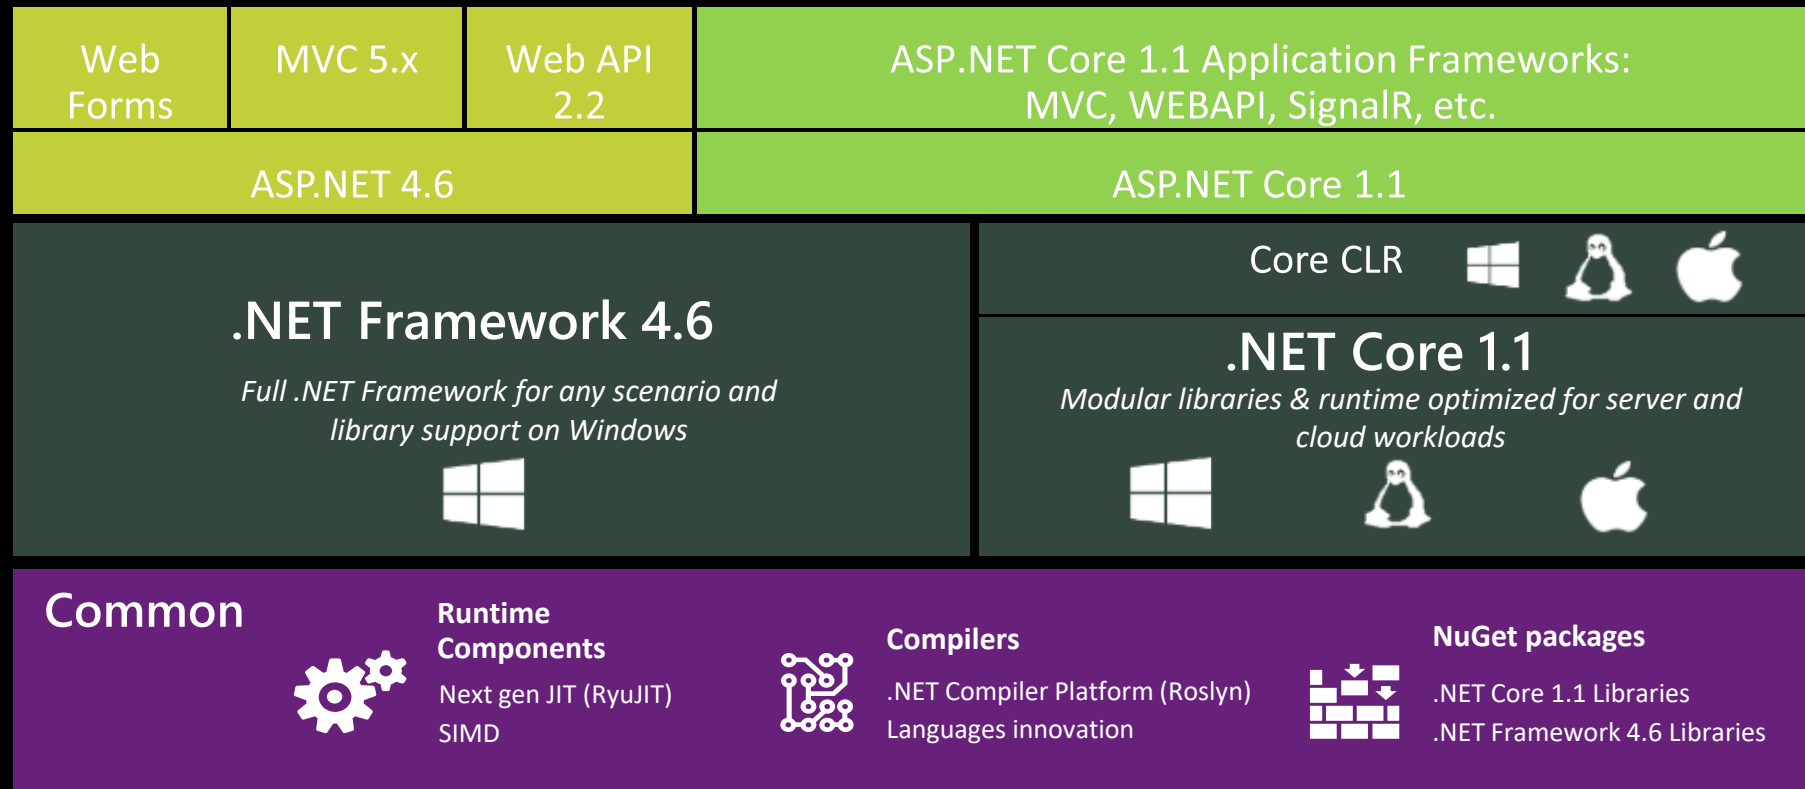 Web
Forms
MVC 5.x
Web API
2.2
ASP.NET Core 1.1 Application Frameworks:
MVC, WEBAPI, SignalR, etc.
ASP.NET 4.6
ASP.NET Core 1.1
.NET Framework 4.6
Full .NET Framework for any scenario and
library support on Windows
Core CLR
.NET Core 1.1
Modular libraries & runtime optimized for server and
cloud workloads
Common
Runtime
Components
Next gen JIT (RyuJIT)
SIMD
Compilers
.NET Compiler Platform (Roslyn)
Languages innovation
NuGet packages
.NET Core 1.1 Libraries
.NET Framework 4.6 Libraries